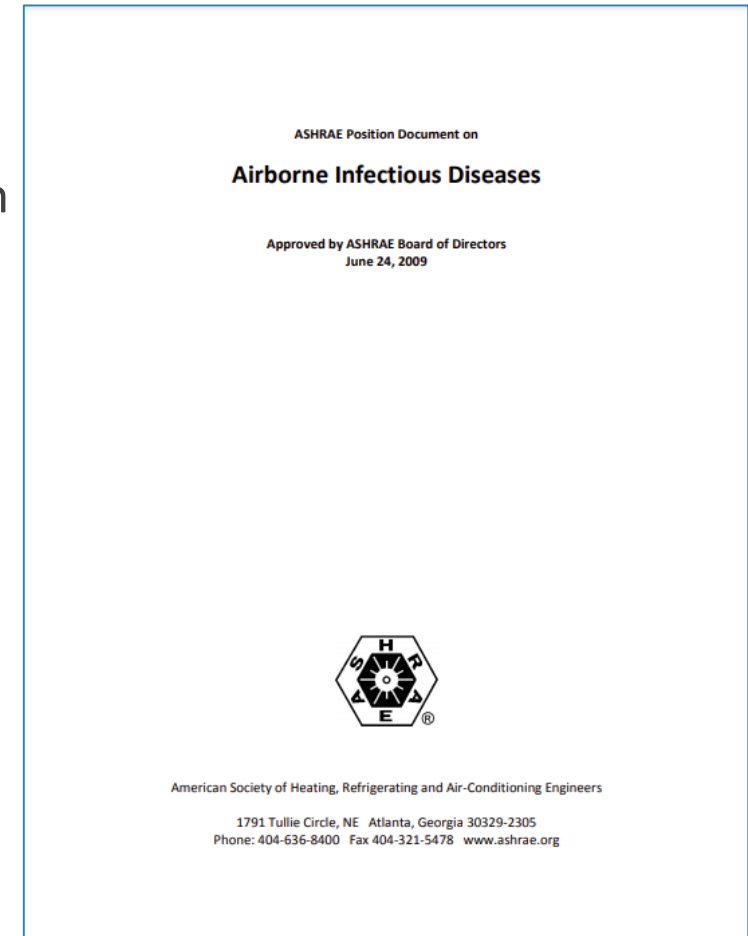 n
ASHRAE Position Document on
Airborne Infectious Diseases
Approved by ASHRAE Board of Directors
June 24, 2009
ASHRAE
®
American Society of Heating, Refrigerating and Air-Conditioning Engineers
1791 Tullie Circle, NE Atlanta, Georgia 30329-2305
Phone: 404-636-8400 Fax 404-321-5478 www.ashrae.org